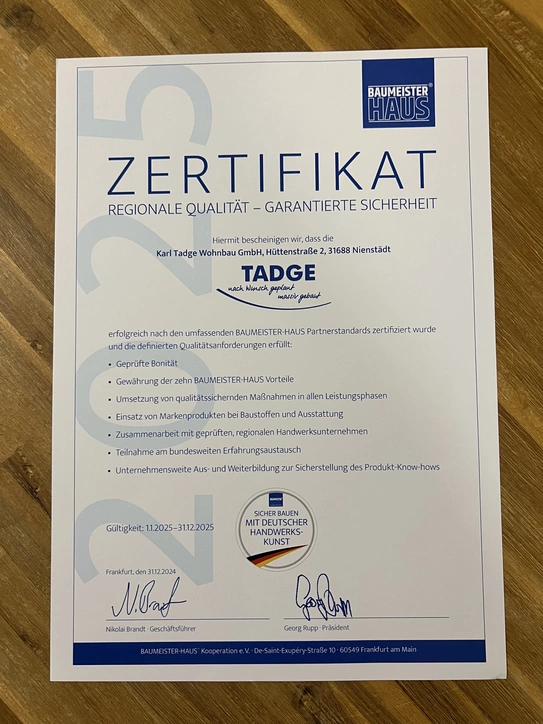 2025
BAUMEISTER®
HAUS
ZERTIFIKAT
REGIONALE QUALITÄT – GARANTIERTE SICHERHEIT
Hiermit bescheinigen wir, dass die
Karl Tadge Wohnbau GmbH, Hüttenstraße 2, 31688 Nienstädt
TADGE
nach Wunsch geplant
massiv gebaut
erfolgreich nach den umfassenden BAUMEISTER-HAUS Partnerstandards zertifiziert wurde
und die definierten Qualitätsanforderungen erfüllt:
• Geprüfte Bonität
• Gewährung der zehn BAUMEISTER-HAUS Vorteile
• Umsetzung von qualitätssichernden Maßnahmen in allen Leistungsphasen
• Einsatz von Markenprodukten bei Baustoffen und Ausstattung
• Zusammenarbeit mit geprüften, regionalen Handwerksunternehmen
• Teilnahme am bundesweiten Erfahrungsaustausch
• Unternehmensweite Aus- und Weiterbildung zur Sicherstellung des Produkt-Know-hows
SICHER BAUEN
MIT DEUTSCHER
HANDWERKS-
KUNST
Gültigkeit: 1.1.2025–31.12.2025
Frankfurt, den 31.12.2024
Nikolai Brandt · Geschäftsführer
Georg Rupp · Präsident
BAUMEISTER-HAUS® Kooperation e.V. · De-Saint-Exupéry-Straße 10 · 60549 Frankfurt am Main